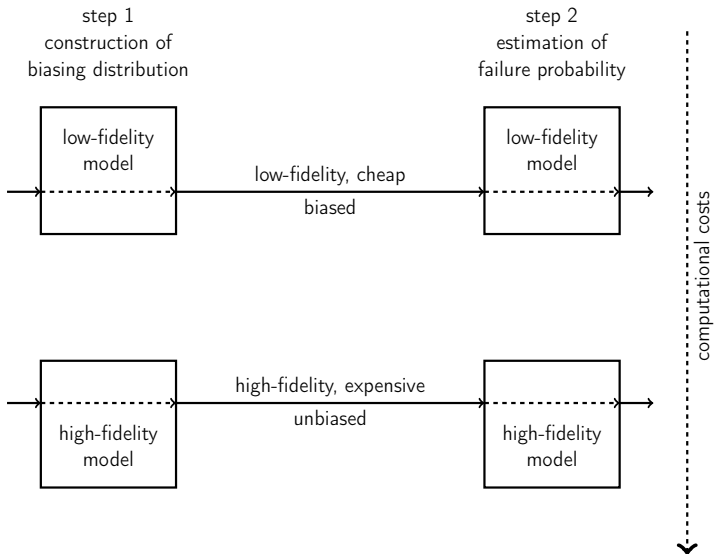 step 1
construction of
biasing distribution
step 2
estimation of
failure probability
low-fidelity
model
low-fidelity, cheap
biased
low-fidelity
model
computational costs
high-fidelity, expensive
unbiased
high-fidelity
model
high-fidelity
model